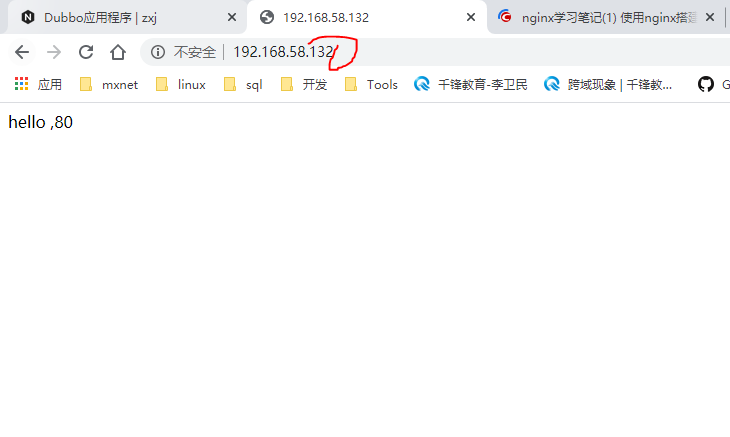 Dubbo应用程序 | zxj
192.168.58.132
nginx学习笔记(1) 使用nginx搭
不安全
192.168.58.132
应用
mxnet
linux
sql
开发
Tools
千锋教育-李卫民
跨域现象 | 千锋教...
G
hello ,80